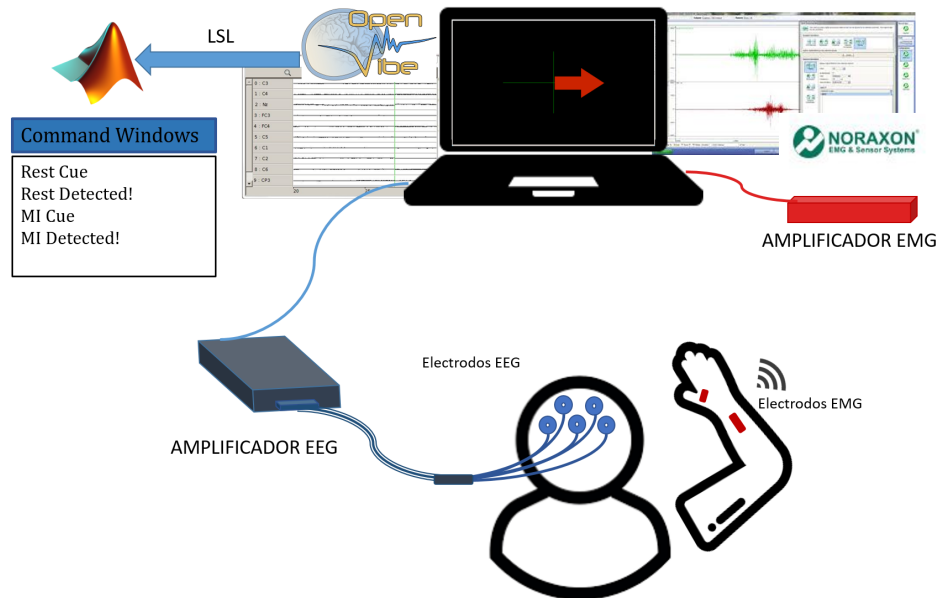 LSL
Open
Vibe
Command Windows
Rest Cue
Rest Detected!
MI Cue
MI Detected!
0 : C3
1 : C4
3 : FC3
4 : FC4
5 : C5
6 : C1
7 : C2
8 : C6
9 : CP3
20
NORAXON
EMG & Sensor Systems
AMPLIFICADOR EMG
Electrodos EEG
Electrodos EMG
AMPLIFICADOR EEG